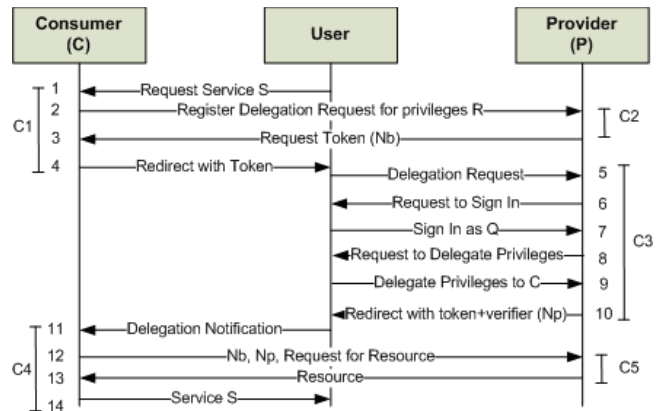 Consumer
(C)
User
Provider
(P)
1
Request Service S
C1
2
Register Delegation Request for privileges R
C2
3
Request Token (Nb)
4
Redirect with Token
Delegation Request
5
Request to Sign In
6
Sign In as Q
7
C3
Request to Delegate Privileges
8
Delegate Privileges to C
9
Redirect with token+verifier (Np)
10
11
Delegation Notification
C4
12
Nb, Np, Request for Resource
C5
13
Resource
14
Service S